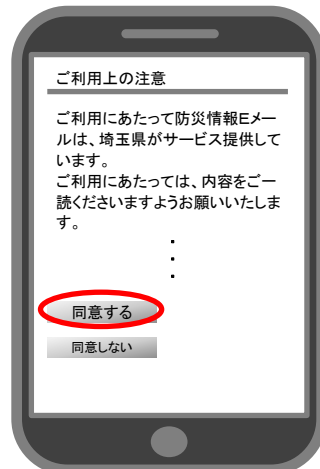 ご利用上の注意
ご利用にあたって防災情報Eメー
ルは、埼玉県がサービス提供して
います。
ご利用にあたっては、内容をご一
読くださいますようお願いいたしま
す。
・
・
・
同意する
同意しない